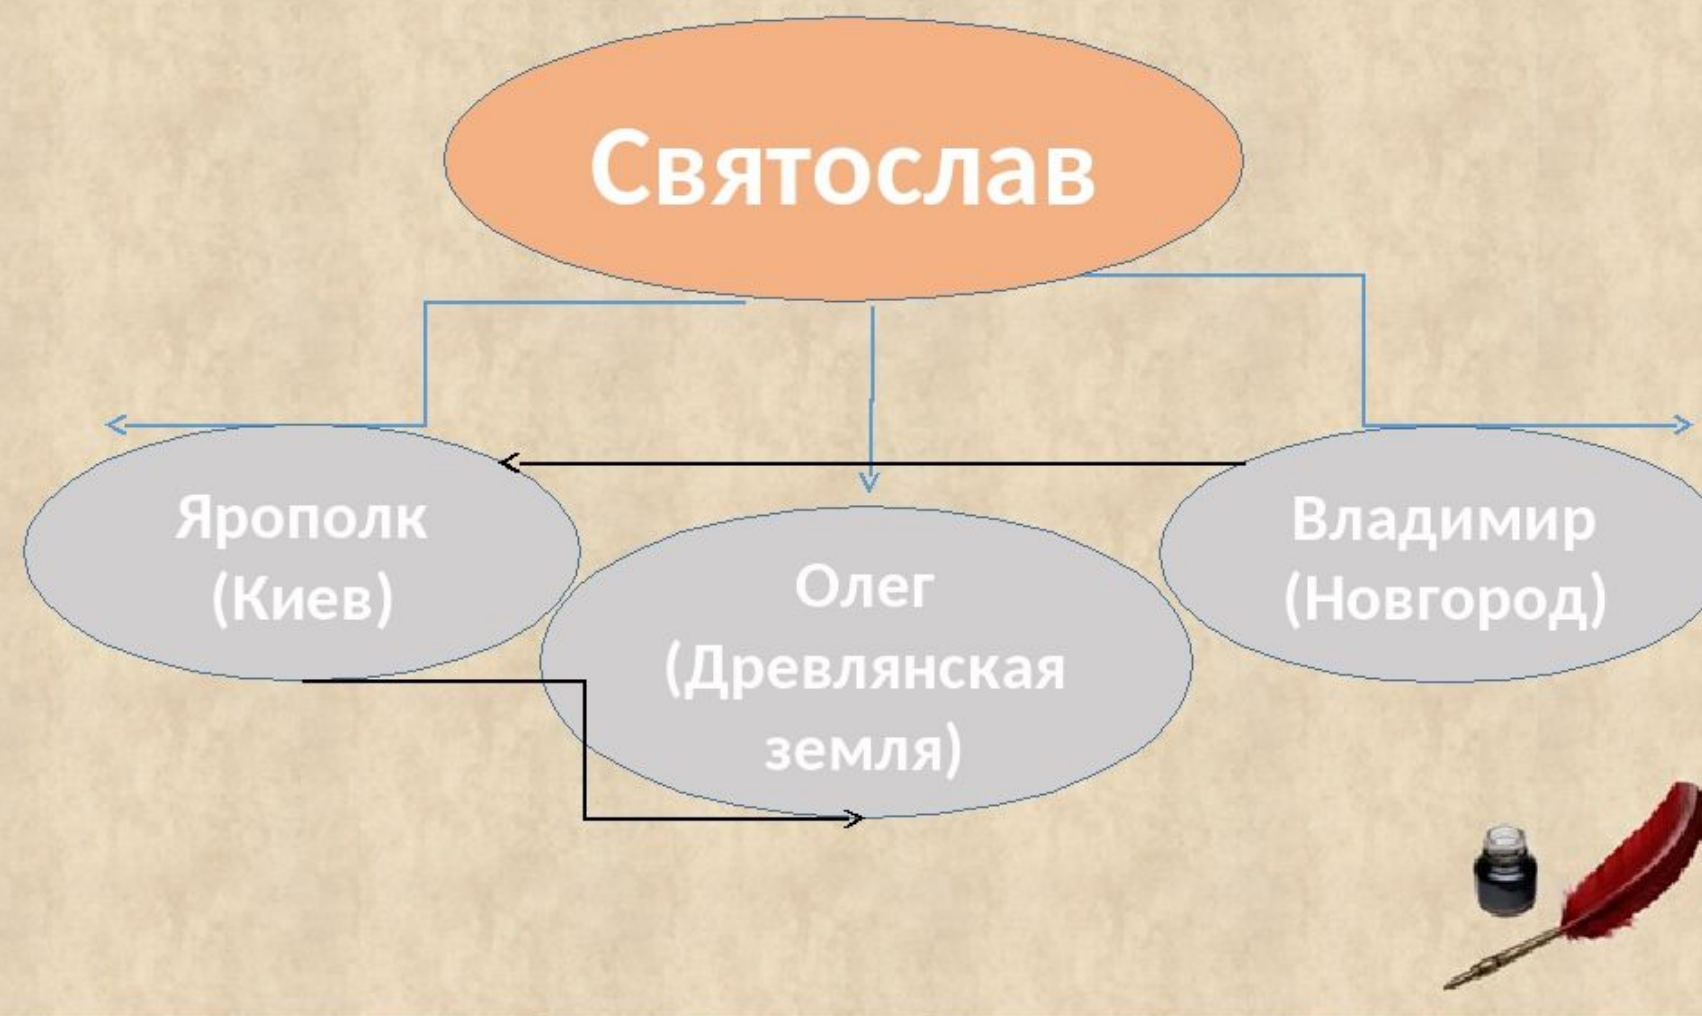 Святослав
Ярополк
(Киев)
Олег
(Древлянская
земля)
Владимир
(Новгород)